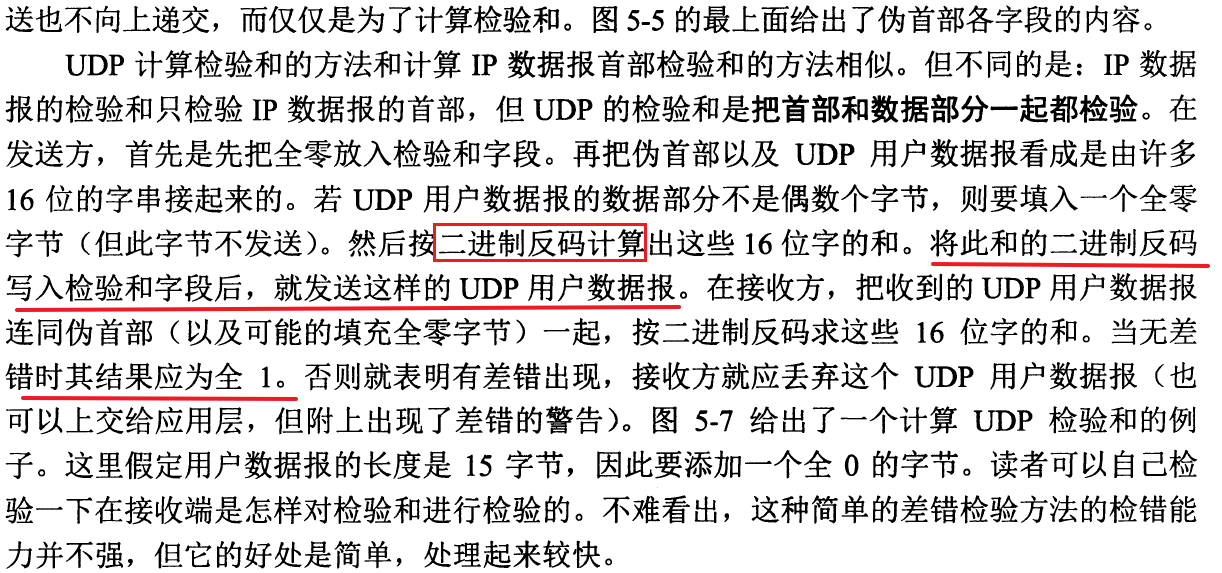 送也不向上递交，而仅仅是为了计算检验和。图 5-5 的最上面给出了伪首部各字段的内容。
UDP 计算检验和的方法和计算 IP 数据报首部检验和的方法相似。但不同的是：IP 数据
报的检验和只检验 IP 数据报的首部，但 UDP 的检验和是把首部和数据部分一起都检验。在
发送方，首先是先把全零放入检验和字段。再把伪首部以及 UDP 用户数据报看成是由许多
16 位的字串接起来的。若 UDP 用户数据报的数据部分不是偶数个字节，则要填入一个全零
字节（但此字节不发送）。然后按二进制反码计算出这些 16 位字的和。将此和的二进制反码
写入检验和字段后，就发送这样的 UDP 用户数据报。在接收方，把收到的 UDP 用户数据报
连同伪首部（以及可能的填充全零字节）一起，按二进制反码求这些 16 位字的和。当无差
错时其结果应为全 1。否则就表明有差错出现，接收方就应丢弃这个 UDP 用户数据报（也
可以上交给应用层，但附上出现了差错的警告）。图 5-7 给出了一个计算 UDP 检验和的例
子。这里假定用户数据报的长度是 15 字节，因此要添加一个全 0 的字节。读者可以自己检
验一下在接收端是怎样对检验和进行检验的。不难看出，这种简单的差错检验方法的检错能
力并不强，但它的好处是简单，处理起来较快。